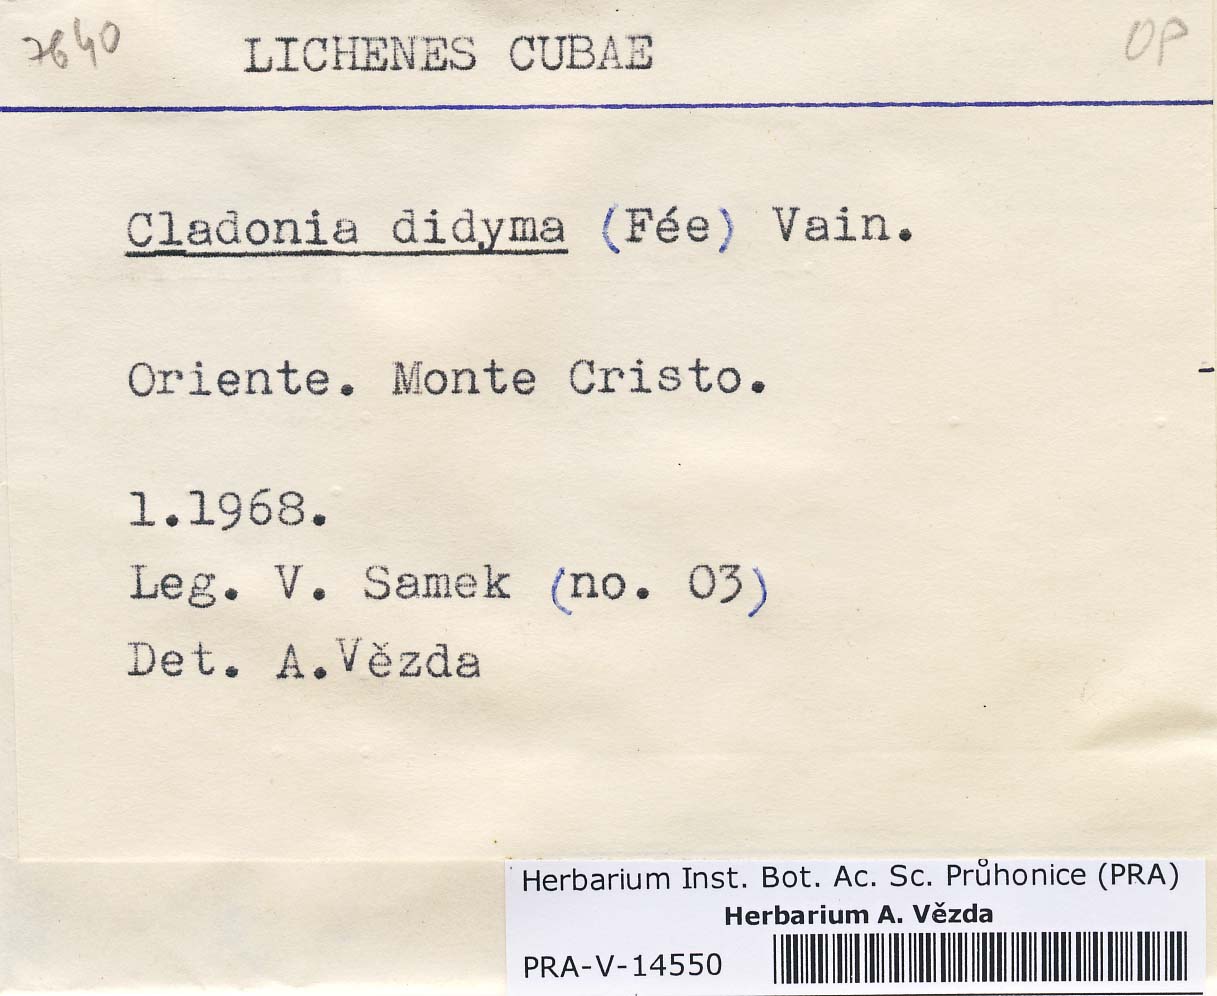 7640
LICHENES CUBAE
OP
Cladonia didyma (Fée) Vain.
Oriente. Monte Cristo.
1.1968.
Leg. V. Samek (no. 03)
Det. A.Vězda
Herbarium Inst. Bot. Ac. Sc. Průhonice (PRA)
Herbarium A. Vězda
PRA-V-14550